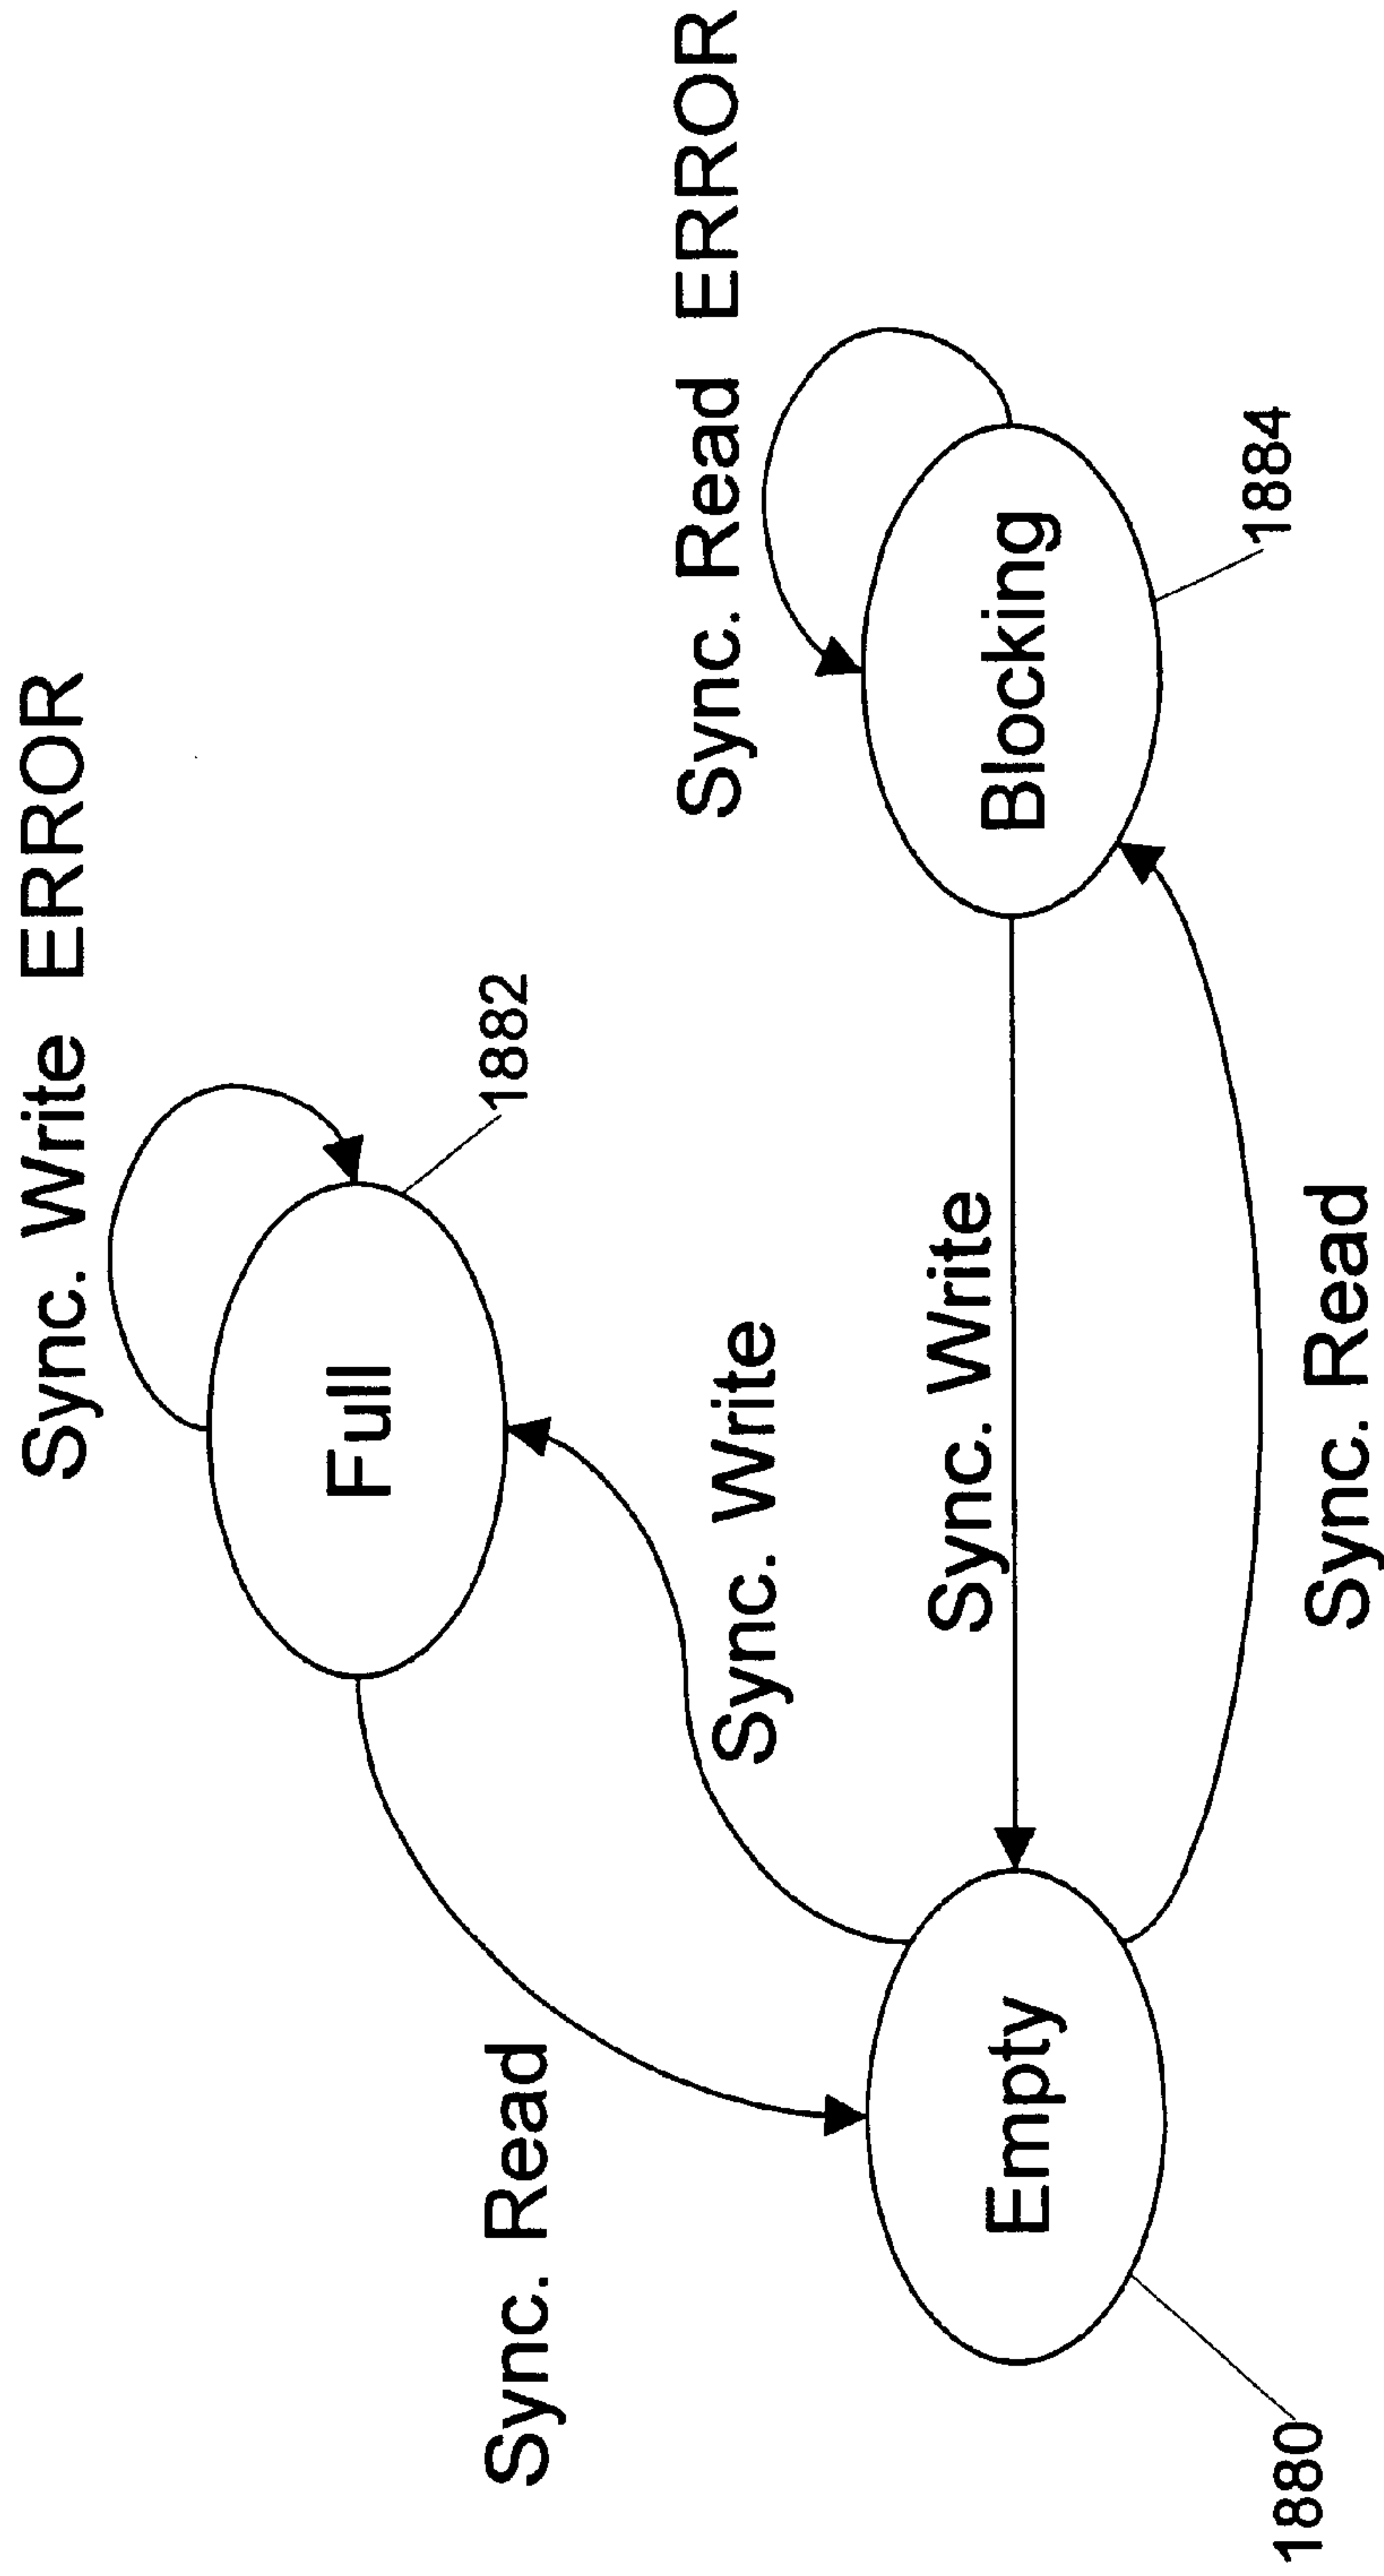 Sync. Write ERROR
1882
Full
Sync. Read
Sync. Write
Sync. Read ERROR
Sync. Write
Blocking
Empty
1884
1880
Sync. Read